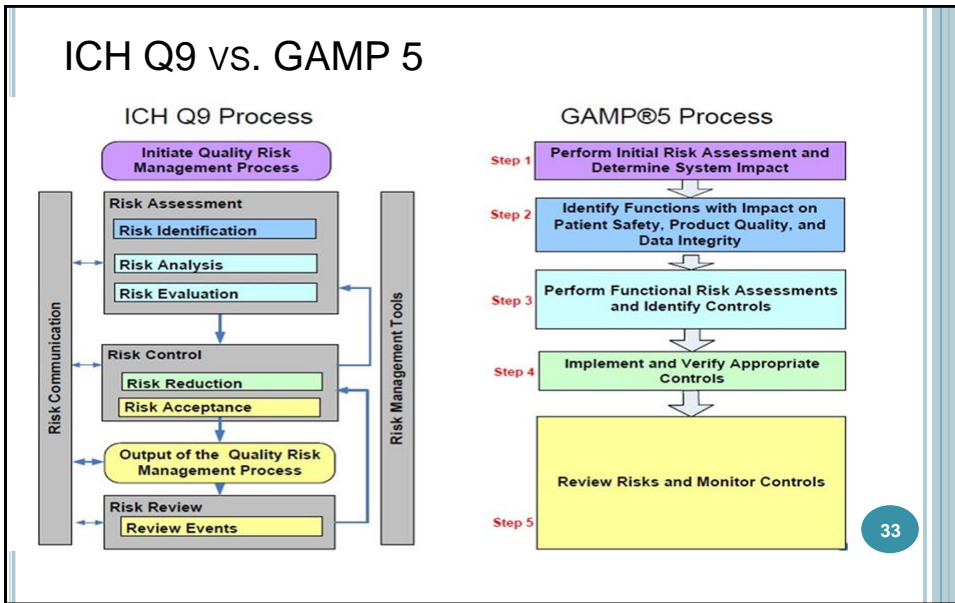 ICH Q9 VS. GAMP 5
ICH Q9 Process
Initiate Quality Risk
Management Process
Risk Communication
Risk Assessment
Risk Identification
Risk Analysis
Risk Evaluation
Risk Control
Risk Reduction
Risk Acceptance
Output of the Quality Risk
Management Process
Risk Review
Review Events
Risk Management Tools
GAMP®5 Process
Step 1
Perform Initial Risk Assessment and
Determine System Impact
Step 2
Identify Functions with Impact on
Patient Safety, Product Quality, and
Data Integrity
Step 3
Perform Functional Risk Assessments
and Identify Controls
Step 4
Implement and Verify Appropriate
Controls
Step 5
Review Risks and Monitor Controls
33